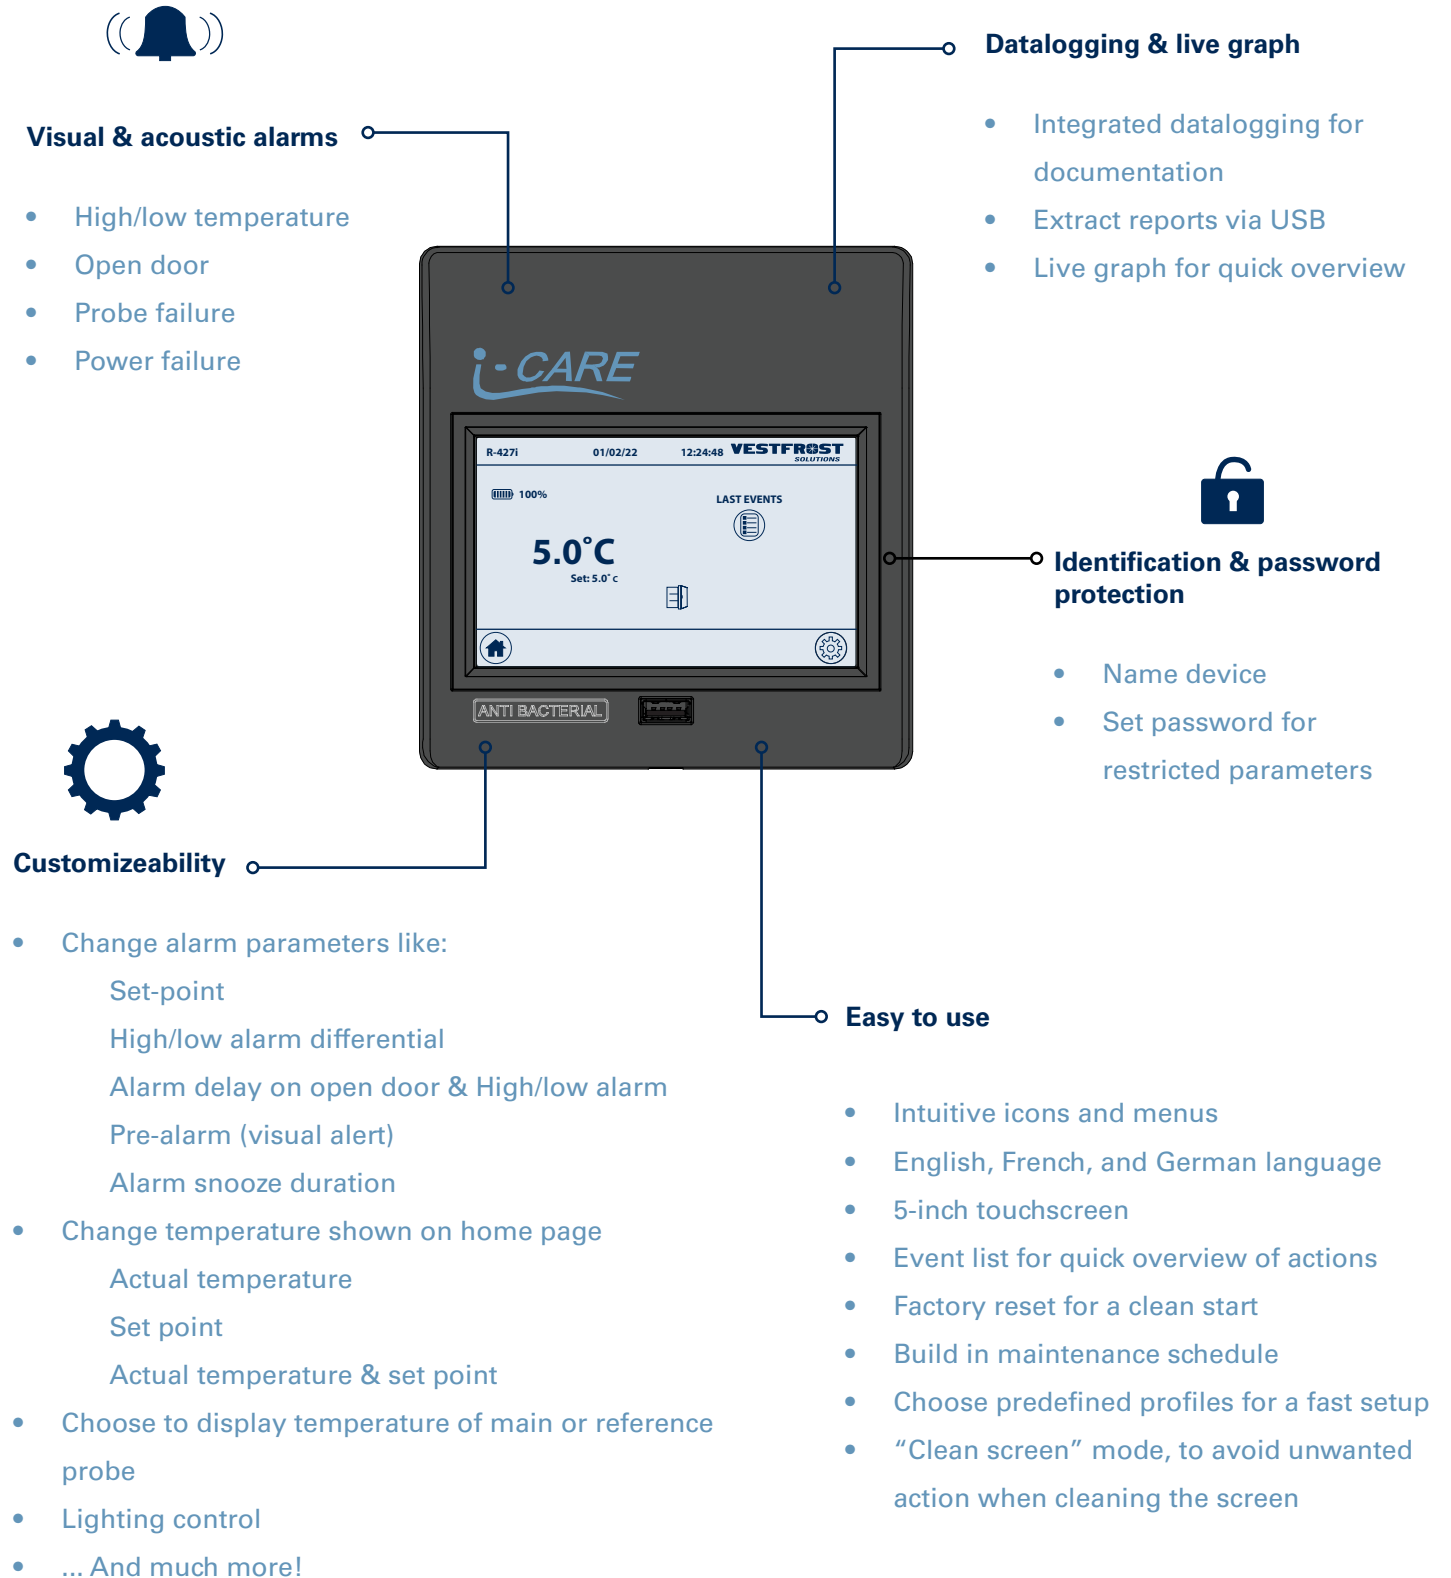 Visual & acoustic alarms
• High/low temperature
• Open door
• Probe failure
• Power failure
Datalogging & live graph
• Integrated datalogging for
documentation
• Extract reports via USB
• Live graph for quick overview
i-CARE
R-427i 01/02/22 12:24:48 VESTFROST
SOLUTIONS
100%
LAST EVENTS
5.0°C
Set: 5.0° c
ANTI BACTERIAL
Identification & password
protection
• Name device
• Set password for
restricted parameters
Customizeability
• Change alarm parameters like:
Set-point
High/low alarm differential
Alarm delay on open door & High/low alarm
Pre-alarm (visual alert)
Alarm snooze duration
• Change temperature shown on home page
Actual temperature
Set point
Actual temperature & set point
• Choose to display temperature of main or reference
probe
• Lighting control
• ... And much more!
Easy to use
• Intuitive icons and menus
• English, French, and German language
• 5-inch touchscreen
• Event list for quick overview of actions
• Factory reset for a clean start
• Build in maintenance schedule
• Choose predefined profiles for a fast setup
• “Clean screen” mode, to avoid unwanted
action when cleaning the screen